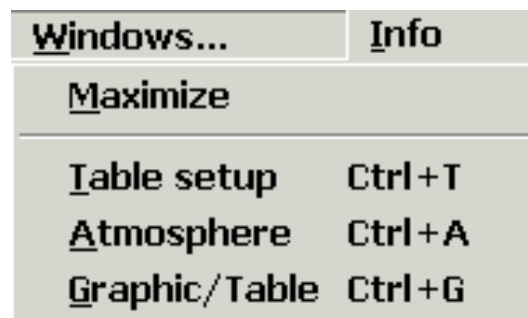 Windows... Info
Maximize
Table setup Ctrl+T
Atmosphere Ctrl+A
Graphic/Table Ctrl+G